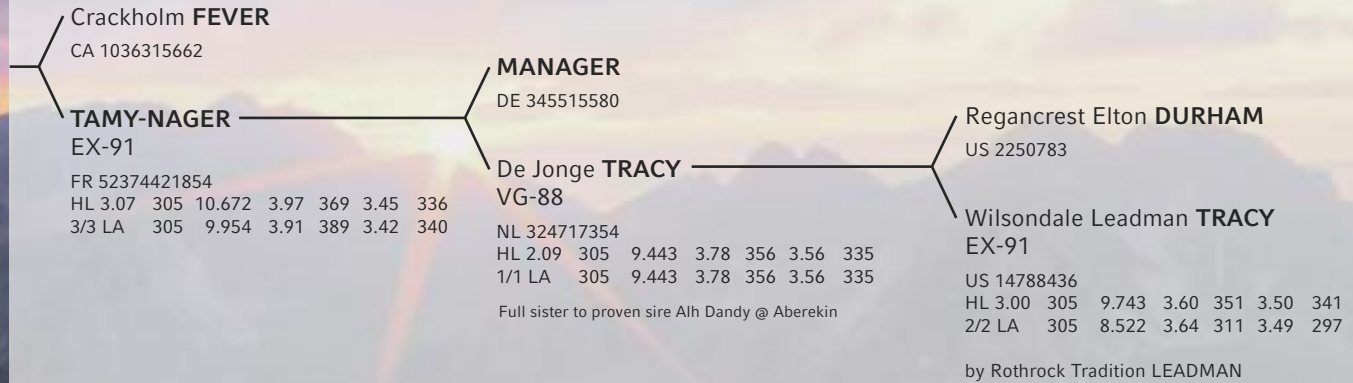 Crackholm FEVER
CA 1036315662
TAMY-NAGER
EX-91
FR 52374421854
HL 3.07 305 10.672 3.97 369 3.45 336
3/3 LA 305 9.954 3.91 389 3.42 340
MANAGER
DE 345515580
De Jonge TRACY
VG-88
NL 324717354
HL 2.09 305 9.443 3.78 356 3.56 335
1/1 LA 305 9.443 3.78 356 3.56 335
Full sister to proven sire Alh Dandy @ Aberekin
Regancrest Elton DURHAM
US 2250783
Wilsondale Leadman TRACY
EX-91
US 14788436
HL 3.00 305 9.743 3.60 351 3.50 341
2/2 LA 305 8.522 3.64 311 3.49 297
by Rothrock Tradition LEADMAN